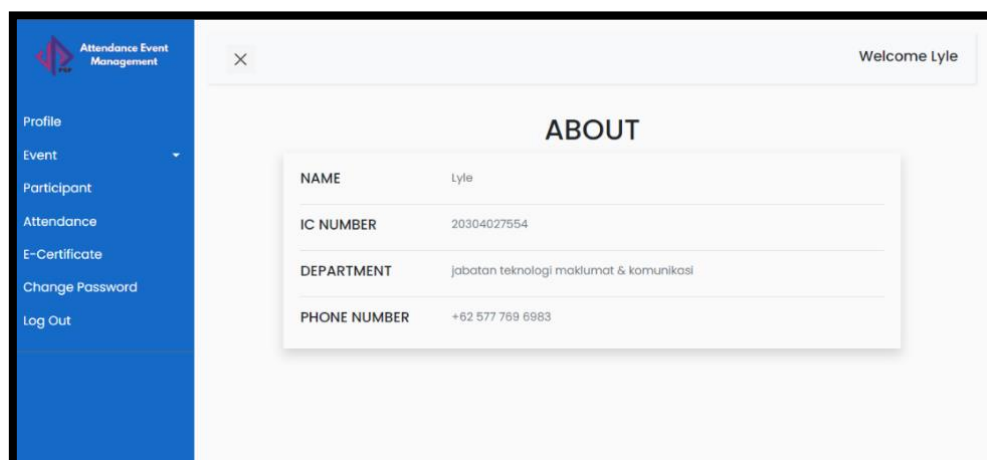 Attendance Event
Management
Welcome Lyle
Profile
Event
Participant
Attendance
E-Certificate
Change Password
Log Out
ABOUT
NAME Lyle
IC NUMBER 20304027554
DEPARTMENT jabatan teknologi maklumat & komunikasi
PHONE NUMBER +62 577 769 6983